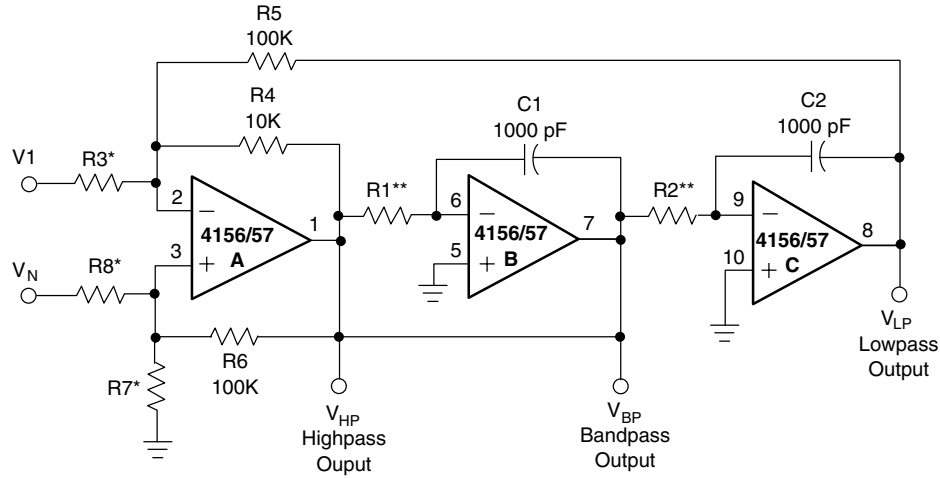 R5
100K
R4
10K
C1
1000 pF
C2
1000 pF
V1
R3*
2
−
4156/57
A
3
+
1
R1**
6
−
4156/57
B
5
+
7
R2**
9
−
4156/57
C
10
+
8
VN
R8*
R6
100K
R7*
VHP
Highpass
Ouput
VBP
Bandpass
Output
VLP
Lowpass
Output